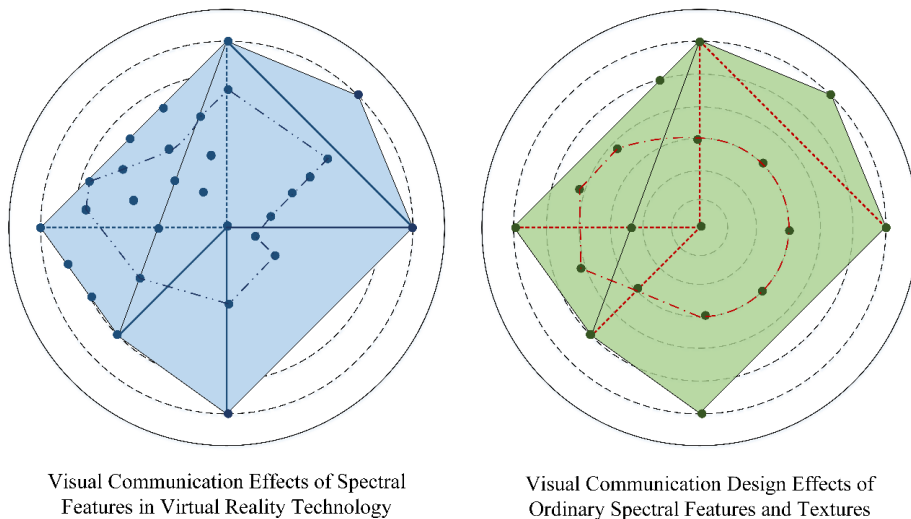 Visual Communication Effects of Spectral
Features in Virtual Reality Technology
Visual Communication Design Effects of
Ordinary Spectral Features and Textures